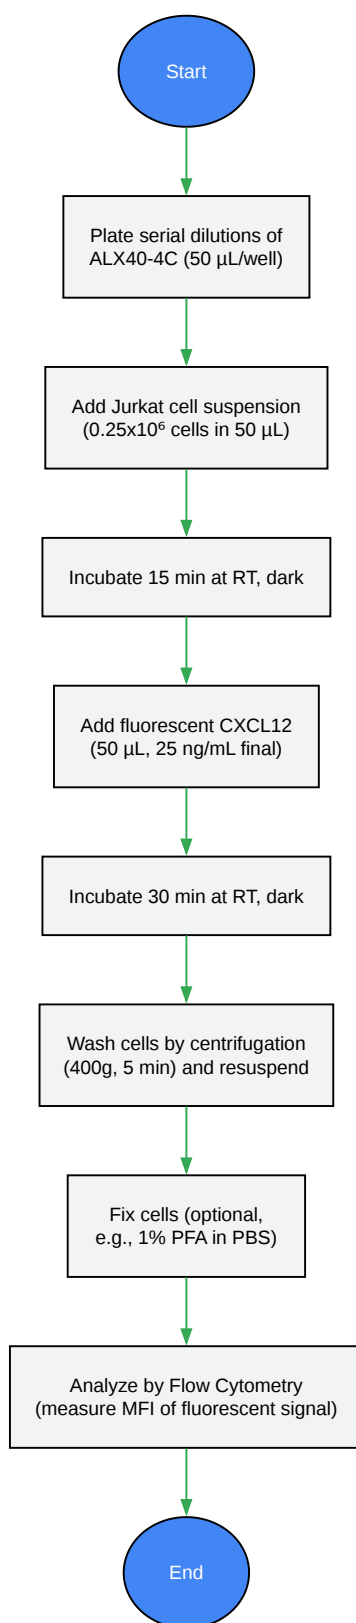 Start
Plate serial dilutions of
ALX40-4C (50 µL/well)
Add Jurkat cell suspension
(0.25x10⁶ cells in 50 µL)
Incubate 15 min at RT, dark
Add fluorescent CXCL12
(50 µL, 25 ng/mL final)
Incubate 30 min at RT, dark
Wash cells by centrifugation
(400g, 5 min) and resuspend
Fix cells (optional,
e.g., 1% PFA in PBS)
Analyze by Flow Cytometry
(measure MFI of fluorescent signal)
End